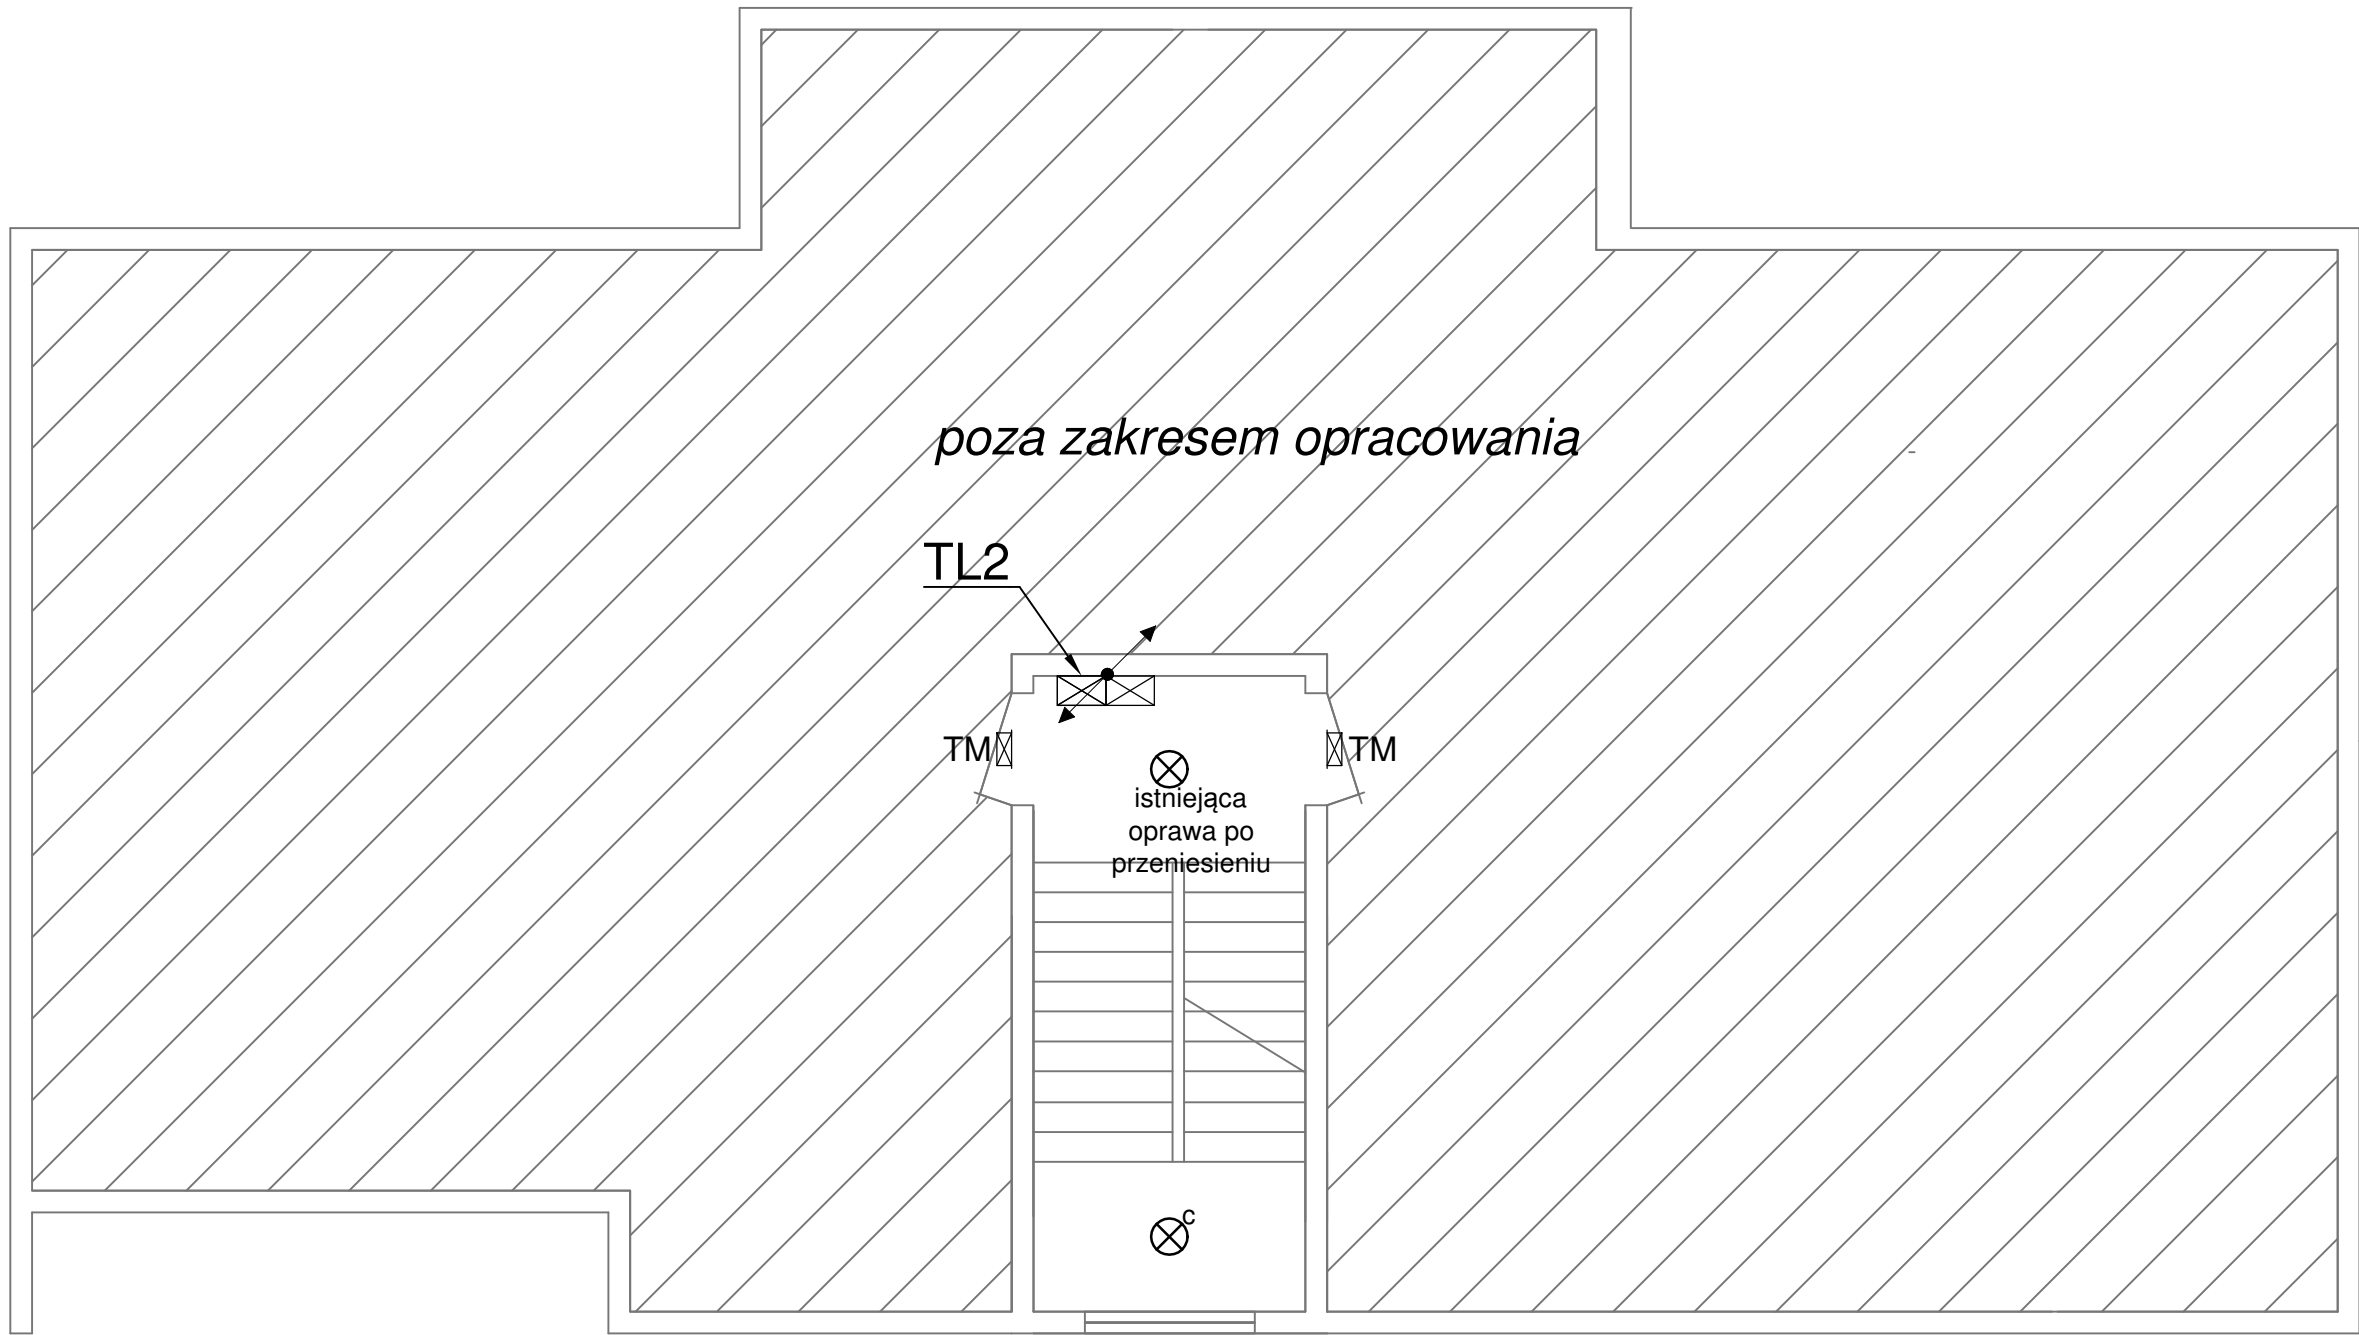 poza zakresem opracowania
TL2
TM
TM
istniejąca
oprawa po
przeniesieniu
c